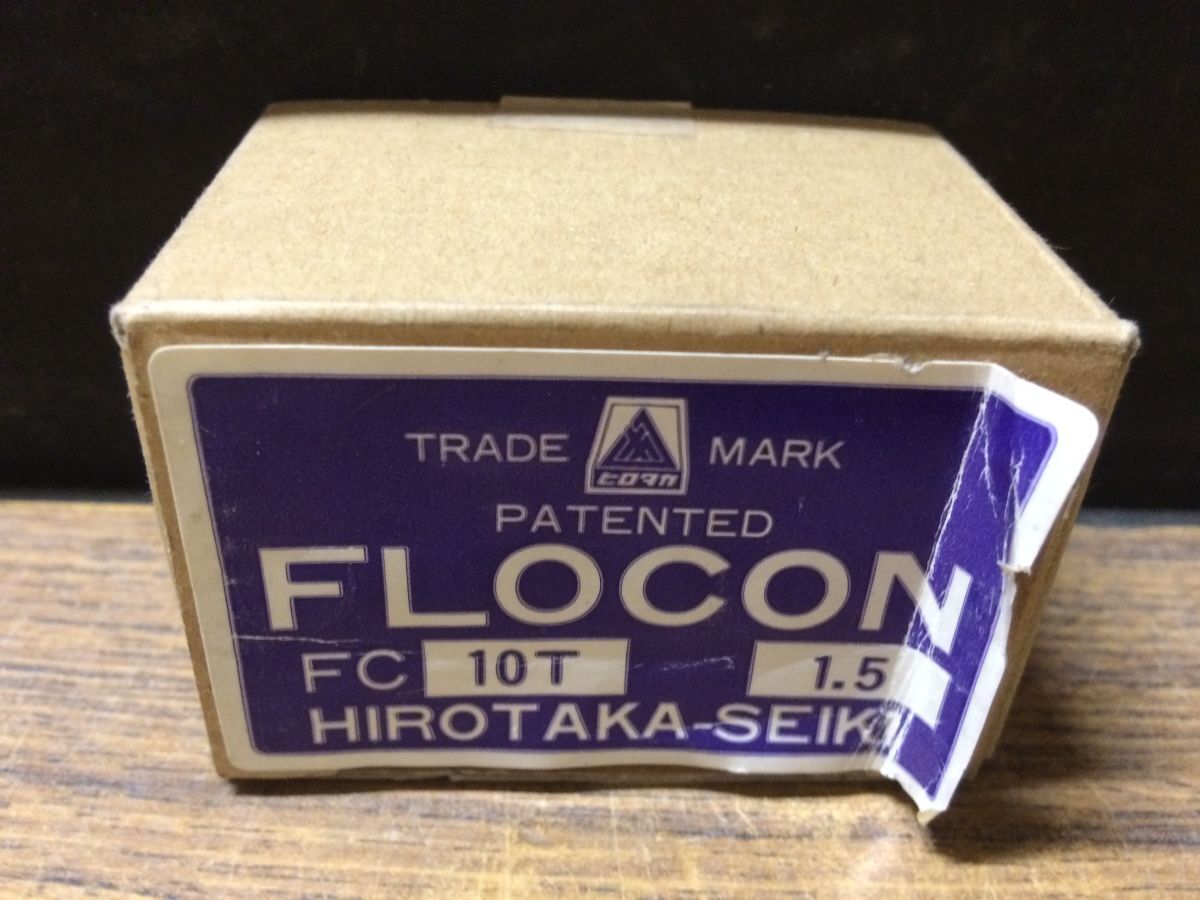 TRADE MARK
ヒロタカ
PATENTED
FLOCON
FC 10T 1.5
HIROTAKA-SEIKI